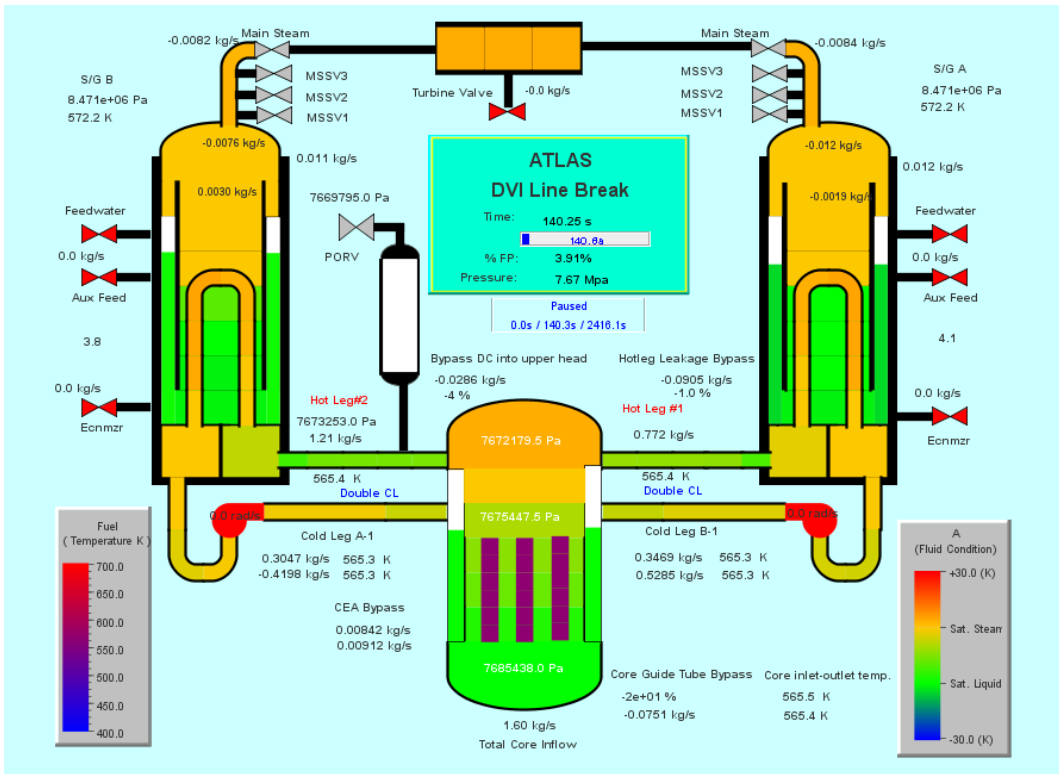 -0.0082 kg/s
Main Steam
Main Steam
-0.0084 kg/s
S/G B
8.471e+06 Pa
572.2 K
MSSV3
MSSV2
MSSV1
Turbine Valve
-0.0 kg/s
MSSV3
MSSV2
MSSV1
S/G A
8.471e+06 Pa
572.2 K
-0.0076 kg/s
0.011 kg/s
-0.012 kg/s
0.012 kg/s
0.0030 kg/s
7669795.0 Pa
PORV
-0.0019 kg/s
ATLAS
DVI Line Break
Time: 140.25 s
140.6a
% FP: 3.91%
Pressure: 7.67 Mpa
Paused
0.0s / 140.3s / 2416.1s
Feedwater
0.0 kg/s
Aux Feed
3.8
0.0 kg/s
Ecnmzr
Feedwater
0.0 kg/s
Aux Feed
4.1
0.0 kg/s
Ecnmzr
Bypass DC into upper head
-0.0286 kg/s
-4 %
Hotleg Leakage Bypass
-0.0905 kg/s
-1.0 %
Hot Leg#2
7673253.0 Pa
1.21 kg/s
565.4 K
7672179.5 Pa
Hot Leg #1
0.772 kg/s
565.4 K
Double CL
Double CL
0.0 rad/s
7675447.5 Pa
0.0 rad/s
Cold Leg A-1
0.3047 kg/s 565.3 K
-0.4198 kg/s 565.3 K
Cold Leg B-1
0.3469 kg/s 565.3 K
0.5285 kg/s 565.3 K
CEA Bypass
0.00842 kg/s
0.00912 kg/s
7685438.0 Pa
Core Guide Tube Bypass
-2e+01 %
-0.0751 kg/s
Core inlet-outlet temp.
565.5 K
565.4 K
1.60 kg/s
Total Core Inflow
Fuel
( Temperature K )
700.0
650.0
600.0
550.0
500.0
450.0
400.0
A
(Fluid Condition)
+30.0 (K)
Sat. Steam
Sat. Liquid
-30.0 (K)